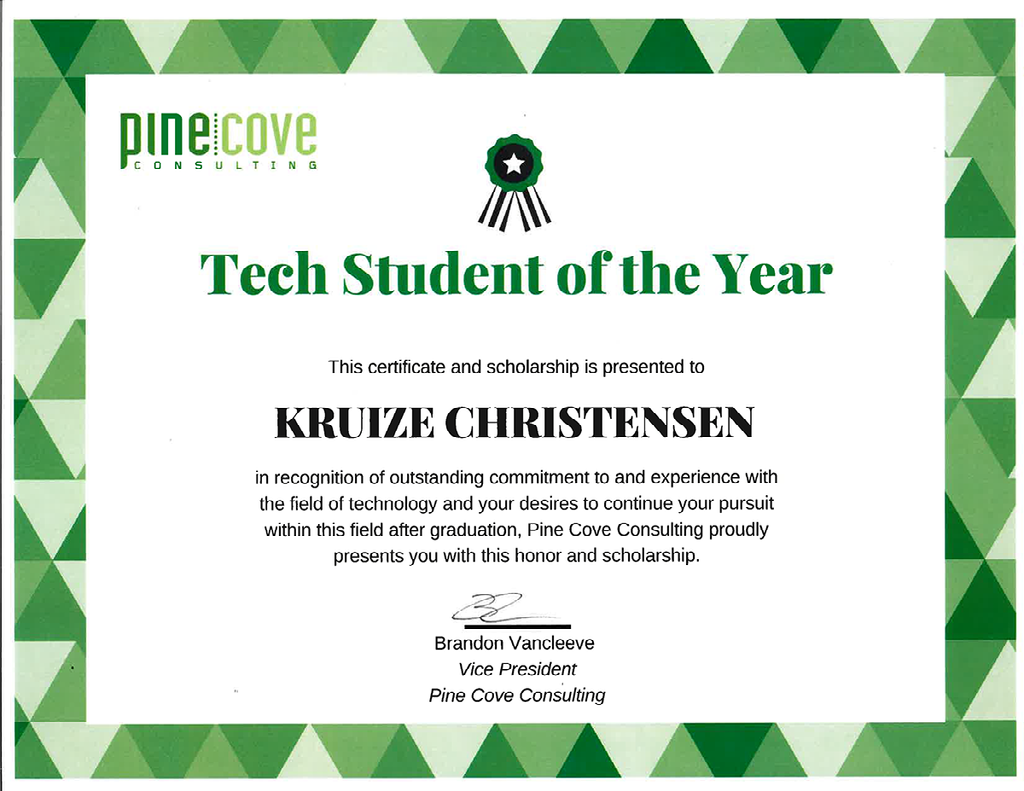 pine cove
CONSULTING
Tech Student of the Year
This certificate and scholarship is presented to
KRUIZE CHRISTENSEN
in recognition of outstanding commitment to and experience with
the field of technology and your desires to continue your pursuit
within this field after graduation, Pine Cove Consulting proudly
presents you with this honor and scholarship.
Brandon Vancleeve
Vice President
Pine Cove Consulting